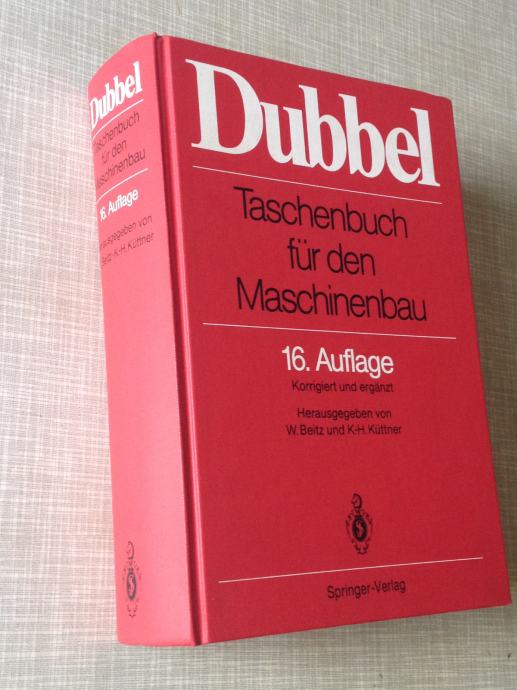 Dubbel
Taschenbuch
für den
Maschinenbau
16. Auflage
Herausgegeben von
Beitz · K.-H. Küttner
Dubbel
Taschenbuch
für den
Maschinenbau
16. Auflage
Korrigiert und ergänzt
Herausgegeben von
W. Beitz und K.-H. Küttner
Springer-Verlag